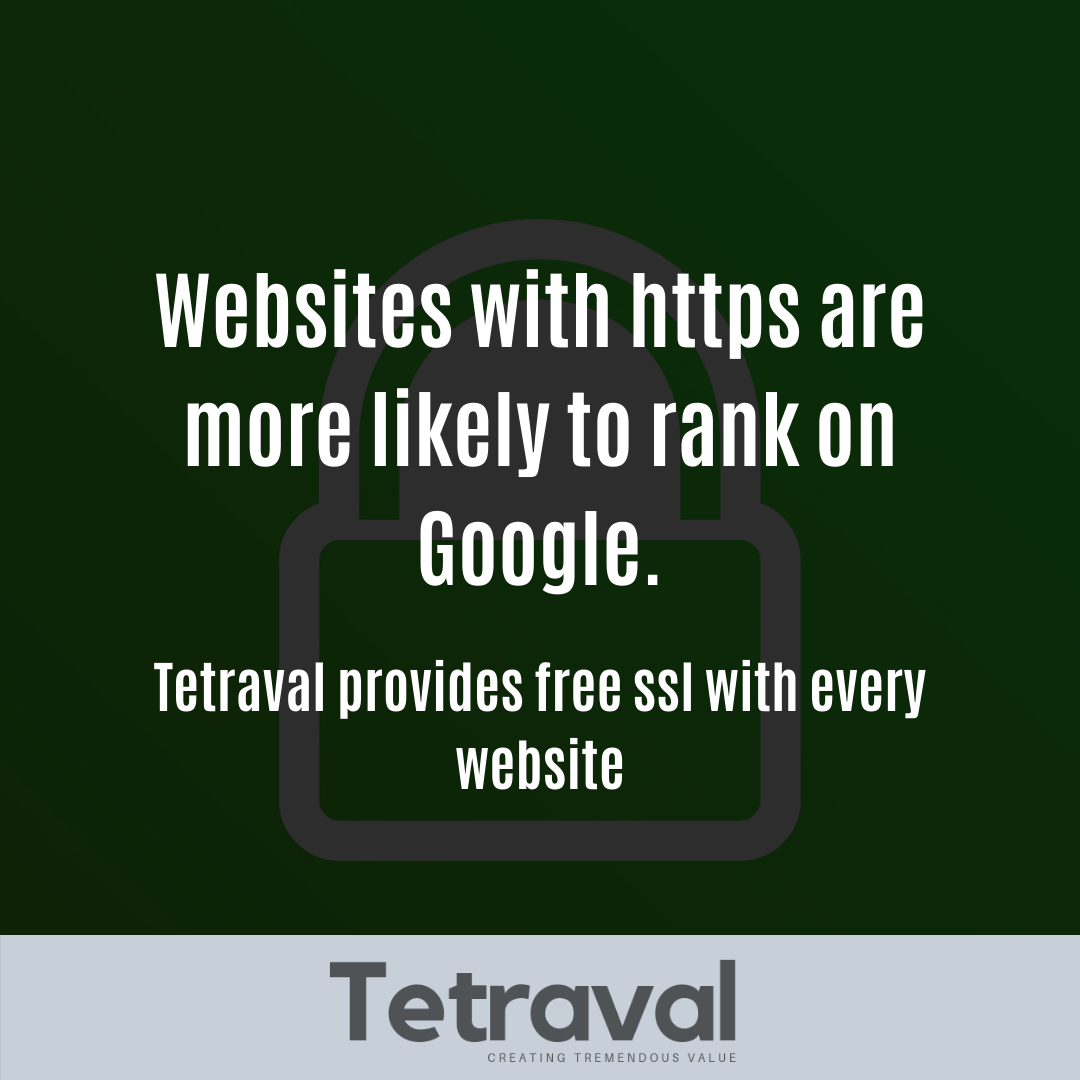 Websites with https are
more likely to rank on
Google.
Tetraval provides free ssl with every
website
Tetraval
CREATING TREMENDOUS VALUE